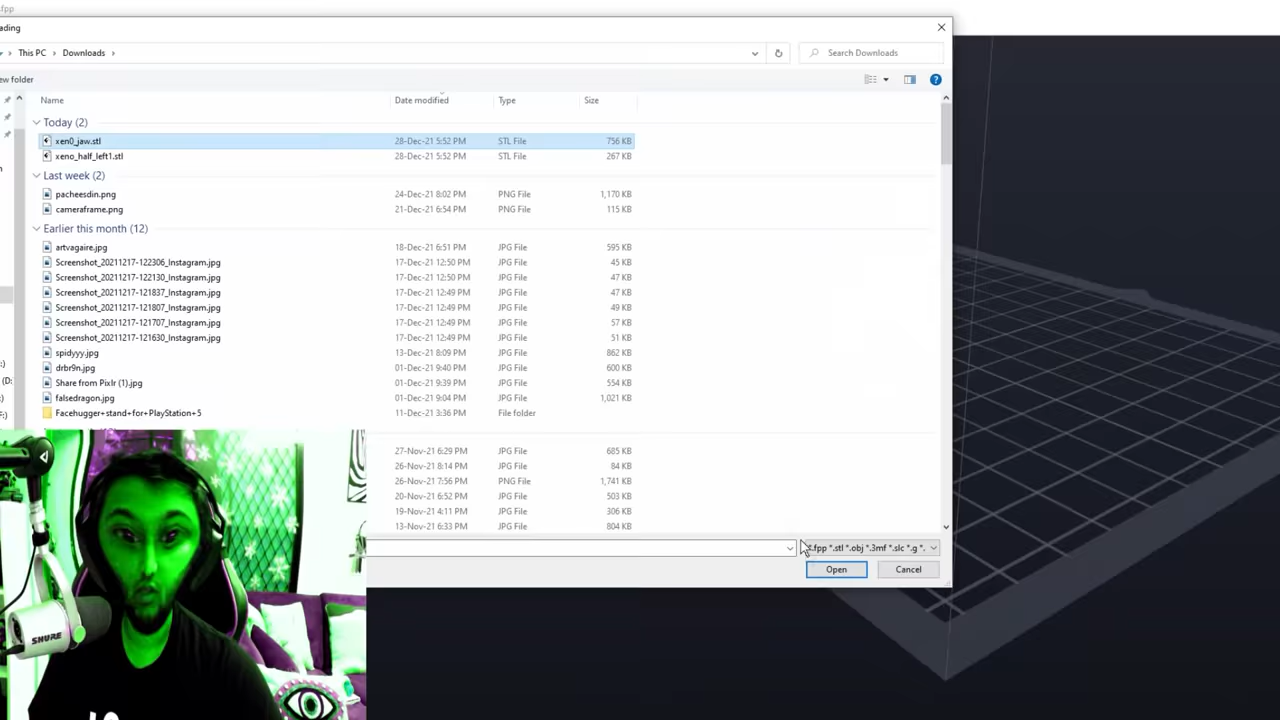 .fpp
ading
This PC > Downloads >
Search Downloads
ew folder
Name Date modified Type Size
Today (2)
xen0_jaw.stl 28-Dec-21 5:52 PM STL File 756 KB
xeno_half_left1.stl 28-Dec-21 5:52 PM STL File 267 KB
Last week (2)
pacheesdin.png 24-Dec-21 8:02 PM PNG File 1,170 KB
cameraframe.png 21-Dec-21 6:54 PM PNG File 115 KB
Earlier this month (12)
artvagaire.jpg 18-Dec-21 6:51 PM JPG File 595 KB
Screenshot_20211217-122306_Instagram.jpg 17-Dec-21 12:50 PM JPG File 45 KB
Screenshot_20211217-122130_Instagram.jpg 17-Dec-21 12:50 PM JPG File 47 KB
Screenshot_20211217-121837_Instagram.jpg 17-Dec-21 12:49 PM JPG File 47 KB
Screenshot_20211217-121807_Instagram.jpg 17-Dec-21 12:49 PM JPG File 49 KB
Screenshot_20211217-121707_Instagram.jpg 17-Dec-21 12:49 PM JPG File 57 KB
Screenshot_20211217-121630_Instagram.jpg 17-Dec-21 12:49 PM JPG File 51 KB
spidyyy.jpg 13-Dec-21 8:09 PM JPG File 862 KB
drbr9n.jpg 01-Dec-21 9:40 PM JPG File 600 KB
Share from Pixlr (1).jpg 01-Dec-21 9:39 PM JPG File 554 KB
falsedragon.jpg 01-Dec-21 9:04 PM JPG File 1,021 KB
Facehugger+stand+for+PlayStation+5 11-Dec-21 3:36 PM File folder
:)
(D:
:)
F:)
27-Nov-21 6:29 PM JPG File 685 KB
26-Nov-21 8:14 PM JPG File 84 KB
26-Nov-21 7:56 PM PNG File 1,741 KB
20-Nov-21 6:52 PM JPG File 503 KB
19-Nov-21 4:11 PM JPG File 306 KB
13-Nov-21 6:33 PM JPG File 804 KB
.fpp *.stl *.obj *.3mf *.slc *.g *.
Open Cancel
SHURE